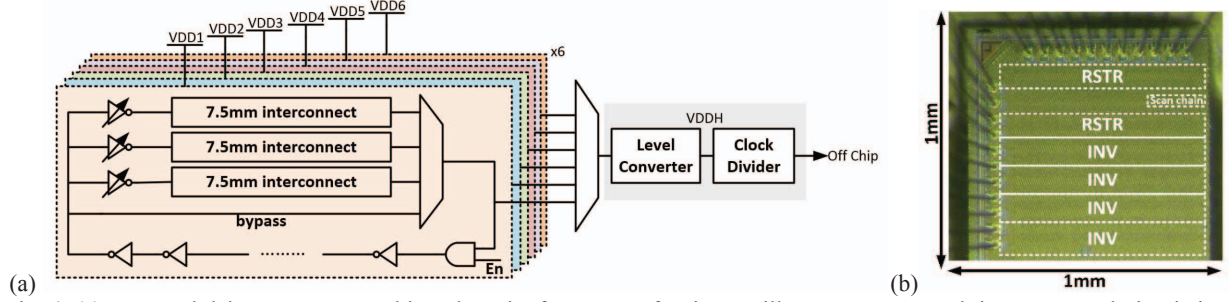 VDD1 VDD2 VDD3 VDD4 VDD5 VDD6
x6
7.5mm interconnect
7.5mm interconnect
7.5mm interconnect
bypass
En
VDDH
Level
Converter
Clock
Divider
Off Chip
(a)
1mm
RSTR
Scan chain
RSTR
INV
INV
INV
INV
1mm
(b)